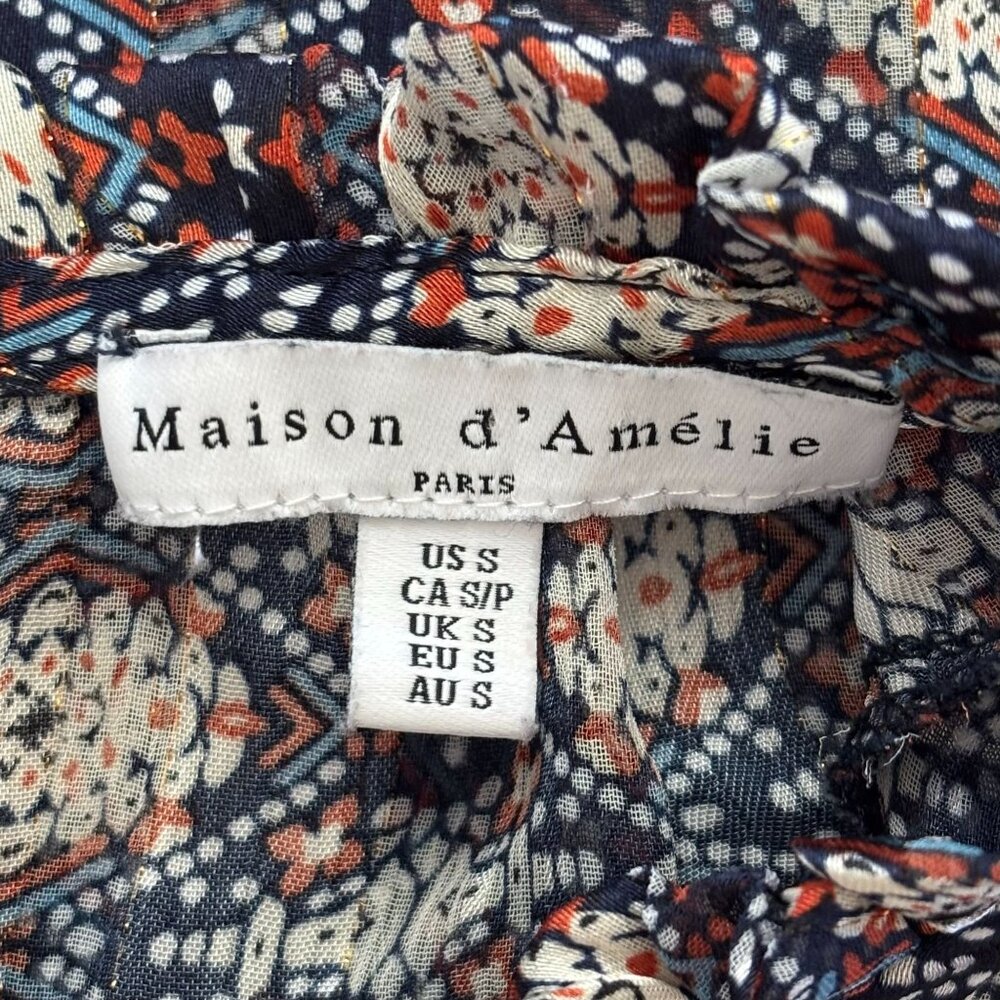 Maison d'Amélie
PARIS
US S
CA S/P
UK S
EU S
AU S